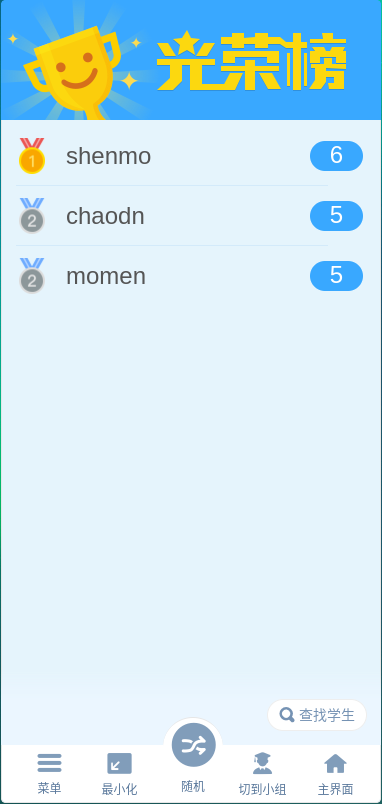 光荣榜
1 shenmo 6
2 chaodn 5
2 momen 5
查找学生
菜单 最小化 随机 切到小组 主界面